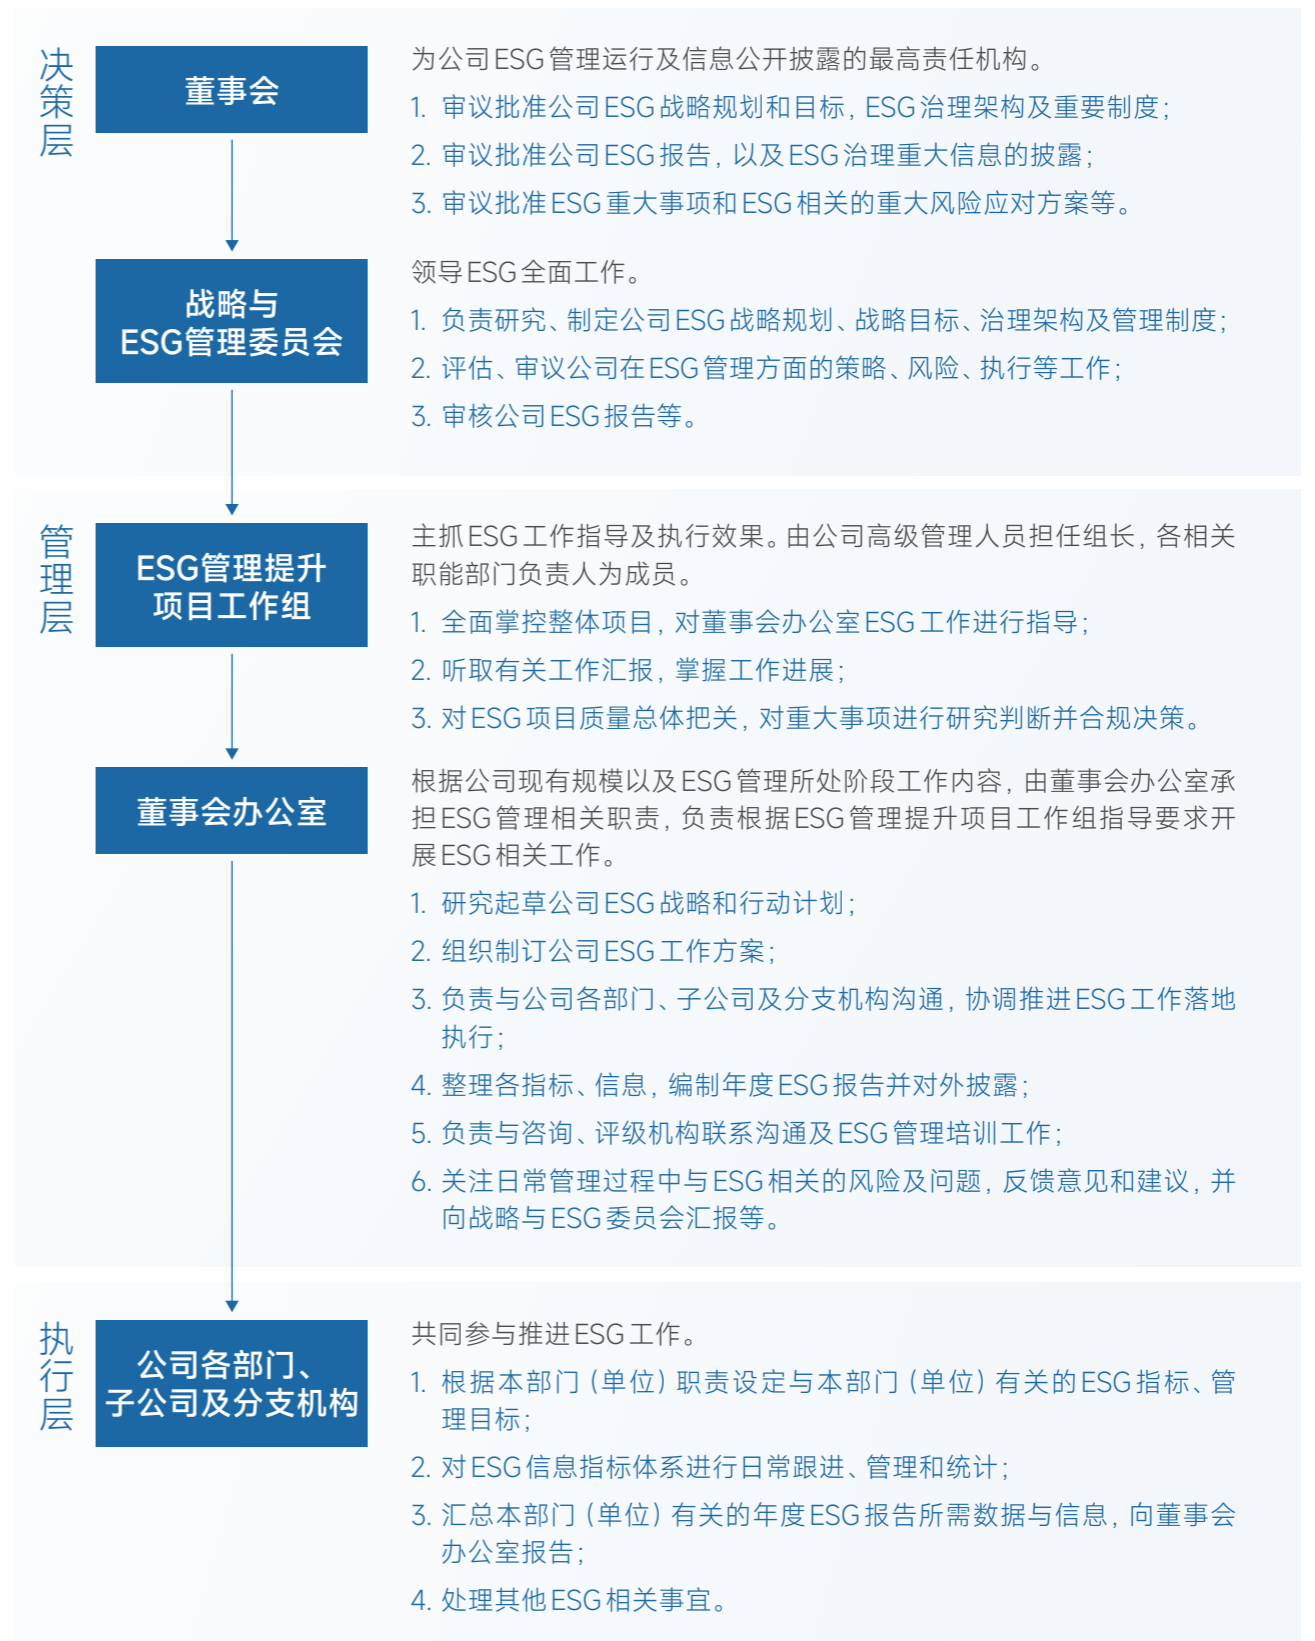 决策层
董事会
为公司ESG管理运行及信息公开披露的最高责任机构。
1. 审议批准公司ESG战略规划和目标，ESG治理架构及重要制度；
2. 审议批准公司ESG报告，以及ESG治理重大信息的披露；
3. 审议批准ESG重大事项和ESG相关的重大风险应对方案等。
战略与
ESG管理委员会
领导ESG全面工作。
1. 负责研究、制定公司ESG战略规划、战略目标、治理架构及管理制度；
2. 评估、审议公司在ESG管理方面的策略、风险、执行等工作；
3. 审核公司ESG报告等。
管理层
ESG管理提升
项目工作组
主抓ESG工作指导及执行效果。由公司高级管理人员担任组长，各相关
职能部门负责人为成员。
1. 全面掌控整体项目，对董事会办公室ESG工作进行指导；
2. 听取有关工作汇报，掌握工作进展；
3. 对ESG项目质量总体把关，对重大事项进行研究判断并合规决策。
董事会办公室
根据公司现有规模以及ESG管理所处阶段工作内容，由董事会办公室承
担ESG管理相关职责，负责根据ESG管理提升项目工作组指导要求开
展ESG相关工作。
1. 研究起草公司ESG战略和行动计划；
2. 组织制订公司ESG工作方案；
3. 负责与公司各部门、子公司及分支机构沟通，协调推进ESG工作落地
执行；
4. 整理各指标、信息，编制年度ESG报告并对外披露；
5. 负责与咨询、评级机构联系沟通及ESG管理培训工作；
6. 关注日常管理过程中与ESG相关的风险及问题，反馈意见和建议，并
向战略与ESG委员会汇报等。
执行层
公司各部门、
子公司及分支机构
共同参与推进ESG工作。
1. 根据本部门（单位）职责设定与本部门（单位）有关的ESG指标、管
理目标；
2. 对ESG信息指标体系进行日常跟进、管理和统计；
3. 汇总本部门（单位）有关的年度ESG报告所需数据与信息，向董事会
办公室报告；
4. 处理其他ESG相关事宜。